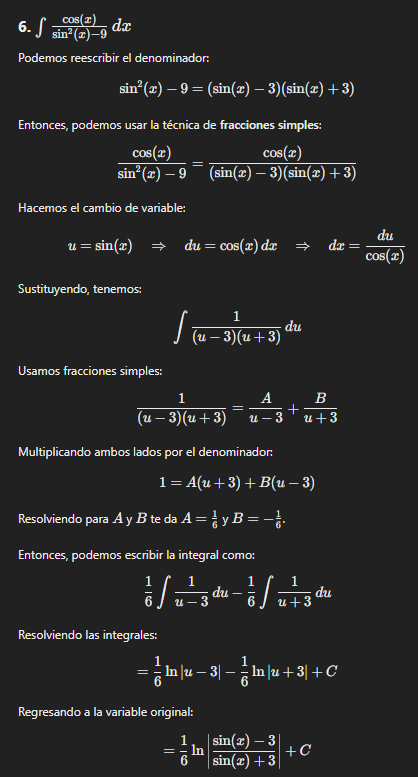 6. ∫ cos(x)/(sin²(x)−9) dx
Podemos reescribir el denominador:
sin²(x) − 9 = (sin(x) − 3)(sin(x) + 3)
Entonces, podemos usar la técnica de fracciones simples:
cos(x)/(sin²(x) − 9) = cos(x)/((sin(x) − 3)(sin(x) + 3))
Hacemos el cambio de variable:
u = sin(x) ⇒ du = cos(x) dx ⇒ dx = du/cos(x)
Sustituyendo, tenemos:
∫ 1/((u − 3)(u + 3)) du
Usamos fracciones simples:
1/((u − 3)(u + 3)) = A/(u − 3) + B/(u + 3)
Multiplicando ambos lados por el denominador:
1 = A(u + 3) + B(u − 3)
Resolviendo para A y B te da A = 1/6 y B = −1/6.
Entonces, podemos escribir la integral como:
1/6 ∫ 1/(u − 3) du − 1/6 ∫ 1/(u + 3) du
Resolviendo las integrales:
= 1/6 ln|u − 3| − 1/6 ln|u + 3| + C
Regresando a la variable original:
= 1/6 ln|(sin(x) − 3)/(sin(x) + 3)| + C